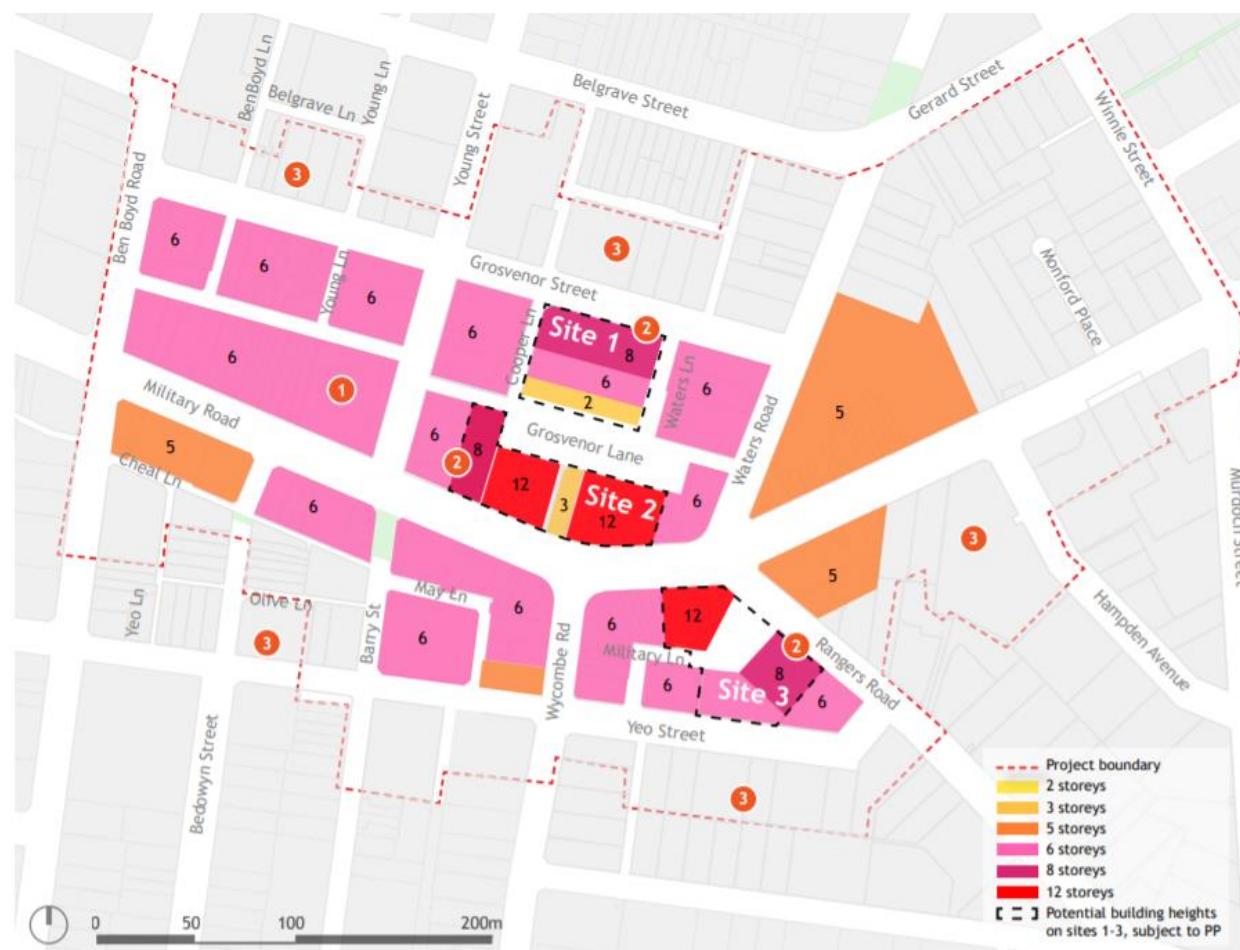 BenBoyd Ln
Young Ln
Belgrave Ln
Young Street
Belgrave Street
Gerard Street
Winnie Street
3
Ben Boyd Road
3
6
6
Young Ln
6
Grosvenor Street
Monford Place
6
Cooper Ln
Site 1
2
8
6
2
6
Waters Ln
Waters Road
5
6
1
Military Road
Grosvenor Lane
5
Cheal Ln
6
8
2
12
3
Site 2
12
6
6
3
5
Murdoch Street
Hampden Avenue
Yeo Ln
Olive Ln
3
Barry St
May Ln
6
6
Wycombe Rd
6
12
Military Ln
2
8
Rangers Road
6
Site 3
6
Yeo Street
Bedowyn Street
3
Project boundary
2 storeys
3 storeys
5 storeys
6 storeys
8 storeys
12 storeys
Potential building heights
on sites 1-3, subject to PP
0 50 100 200m